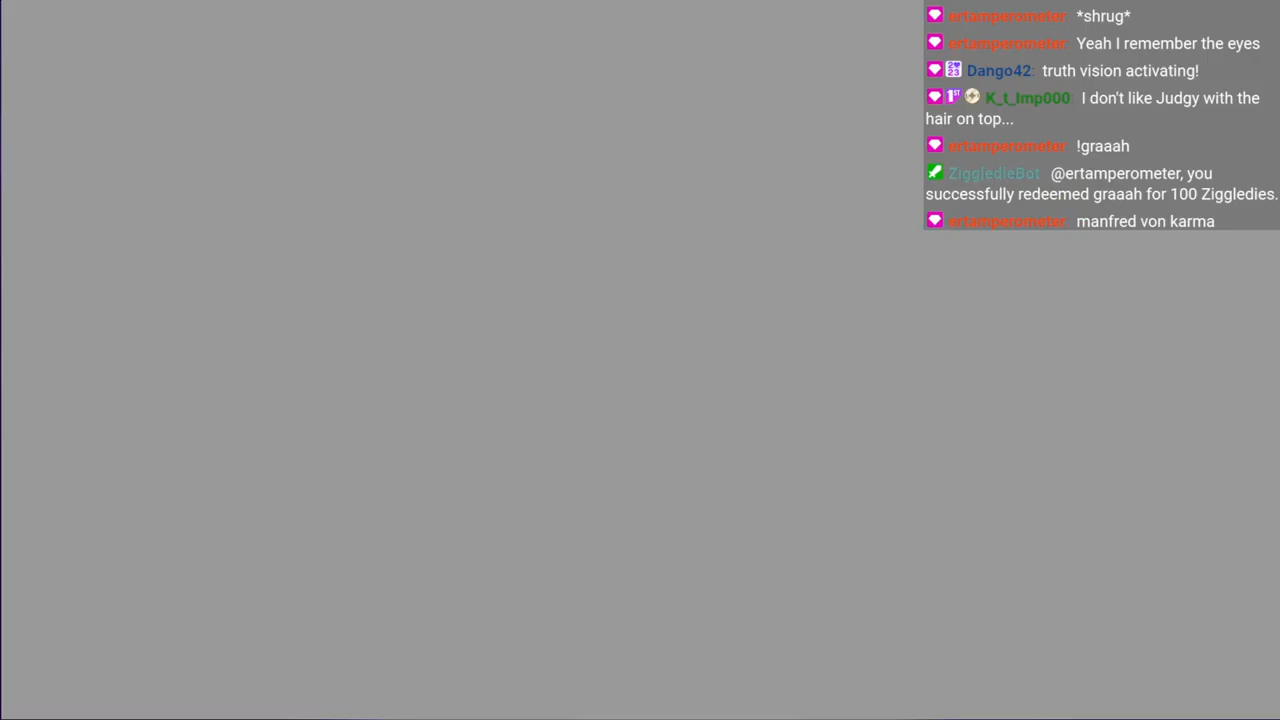 ertamperometer: *shrug*
ertamperometer: Yeah I remember the eyes
Dango42: truth vision activating!
K_t_Imp000: I don't like Judgy with the
hair on top...
ertamperometer: !graaah
ZiggledieBot: @ertamperometer, you
successfully redeemed graaah for 100 Ziggledies.
ertamperometer: manfred von karma